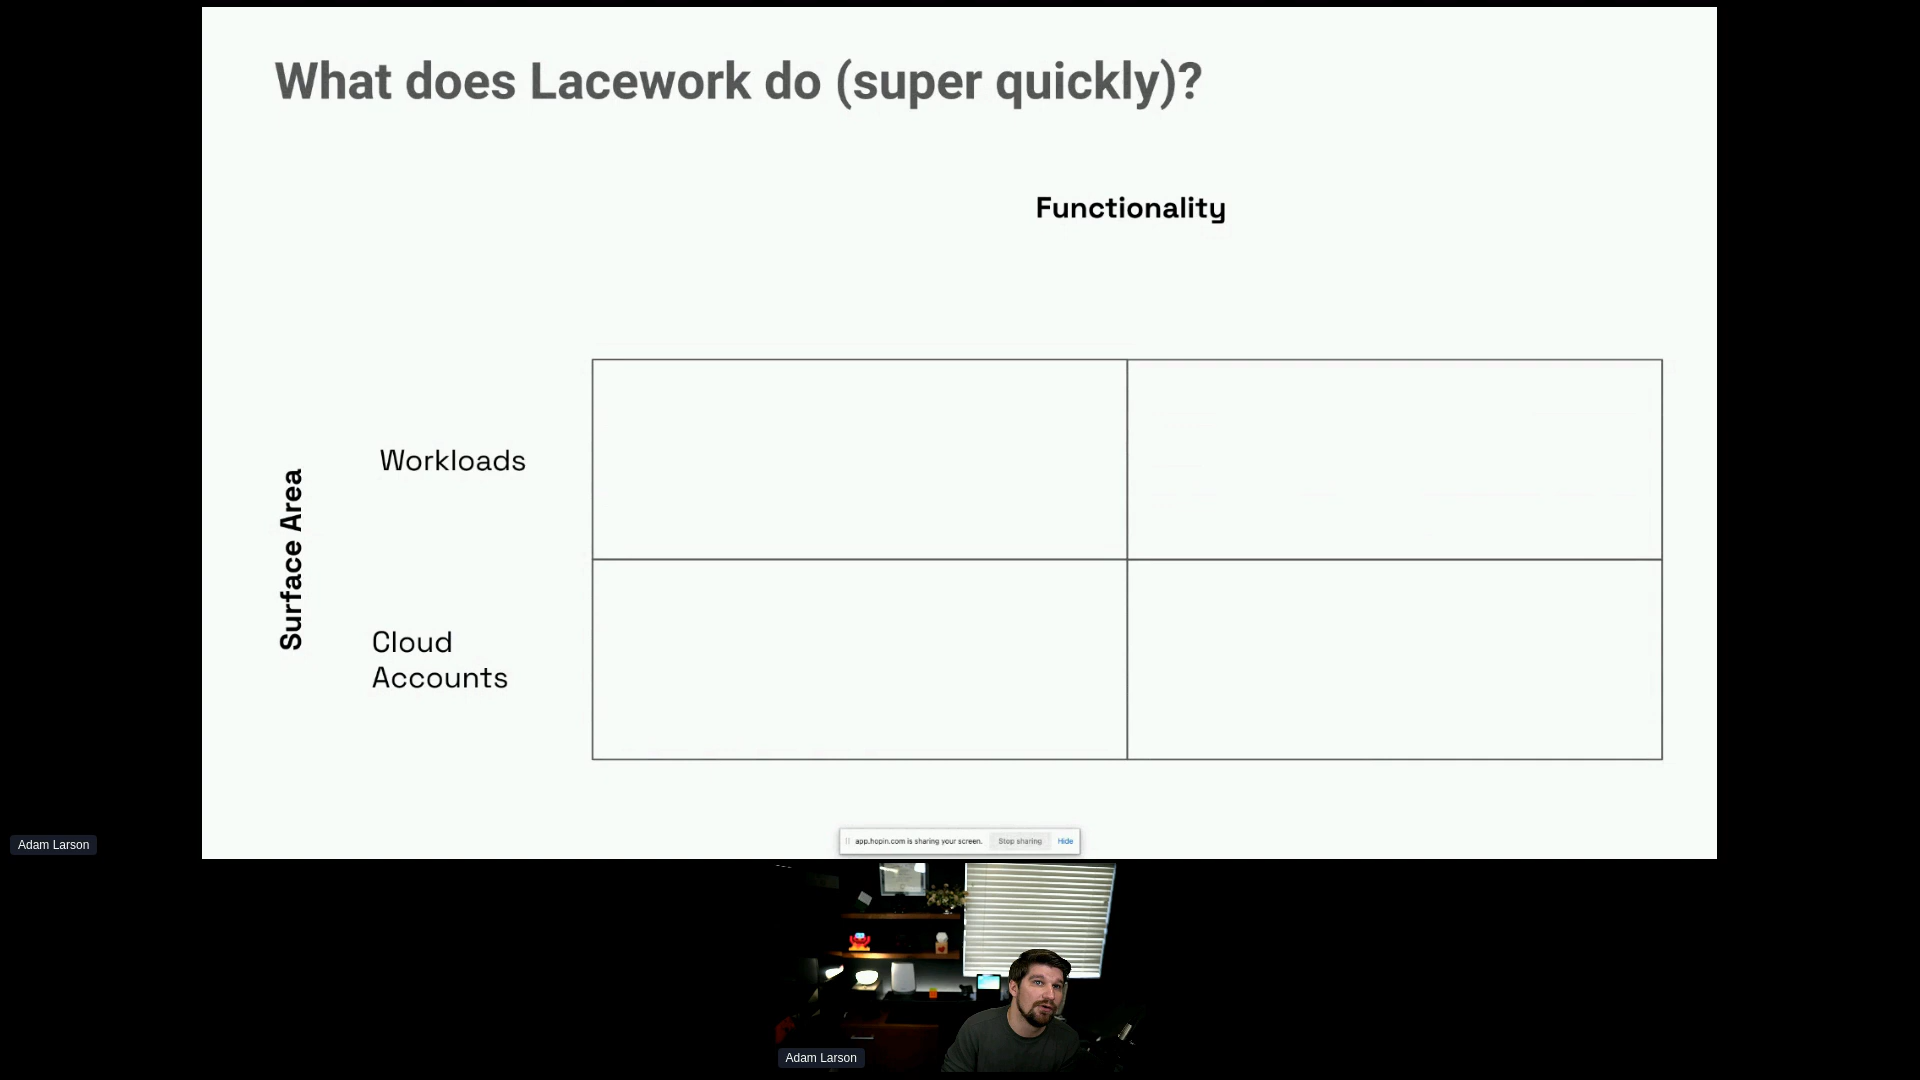 What does Lacework do (super quickly)?
Functionality
Surface Area
Workloads
Cloud
Accounts
app.hopin.com is sharing your screen. Stop sharing Hide
Adam Larson
Adam Larson